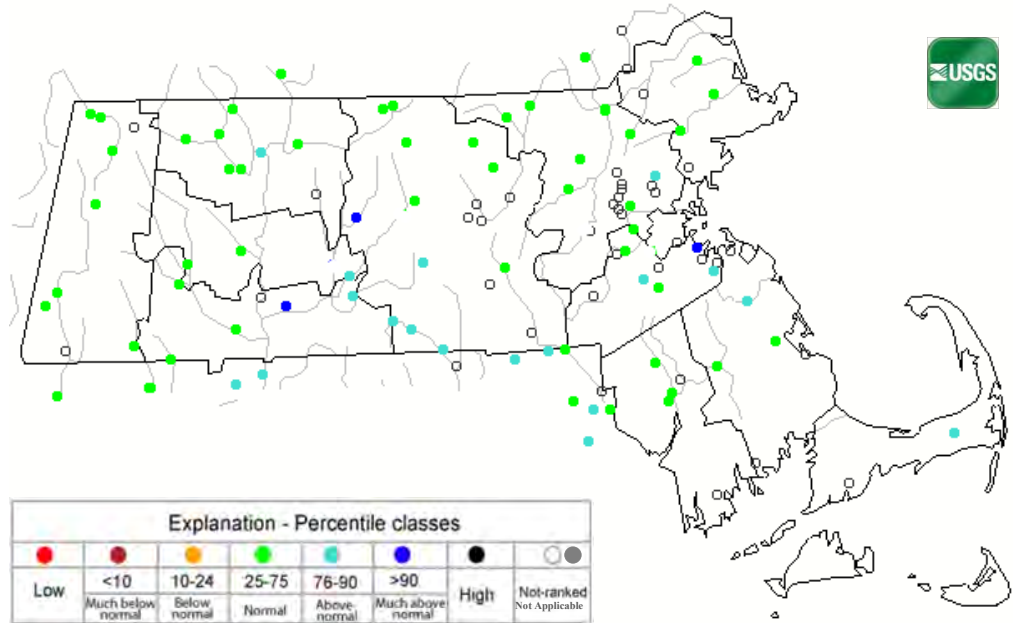 USGS
Explanation - Percentile classes
Low <10 10-24 25-75 76-90 >90 High Not-ranked
Much below normal Below normal Normal Above normal Much above normal Not Applicable